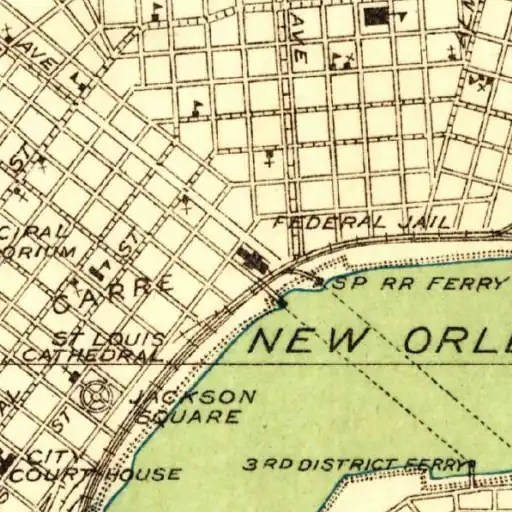 AVE
AVE
ST
FEDERAL JAIL
CIPAL
ORIUM
ST
CARRE
SP RR FERRY
ST LOUIS
CATHEDRAL
NEW ORLE
JACKSON
SQUARE
ST
CITY
COURT HOUSE
3RD DISTRICT FERRY